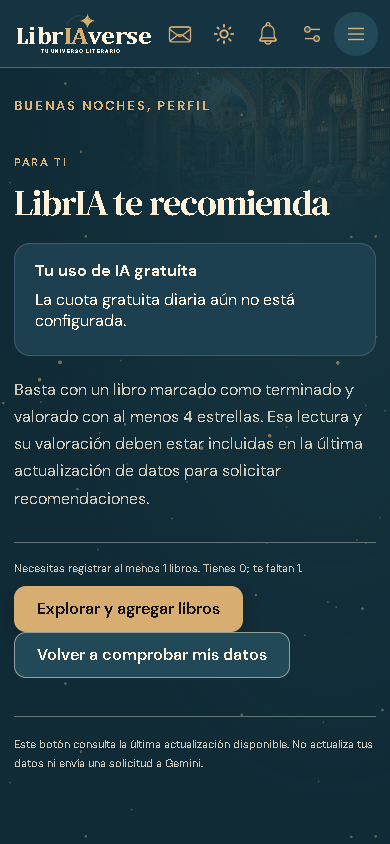 LibrIAverse
TU UNIVERSO LITERARIO
BUENAS NOCHES, PERFIL
PARA TI
LibrIA te recomienda
Tu uso de IA gratuita
La cuota gratuita diaria aún no está
configurada.
Basta con un libro marcado como terminado y
valorado con al menos 4 estrellas. Esa lectura y
su valoración deben estar incluidas en la última
actualización de datos para solicitar
recomendaciones.
Necesitas registrar al menos 1 libros. Tienes 0; te faltan 1.
Explorar y agregar libros
Volver a comprobar mis datos
Este botón consulta la última actualización disponible. No actualiza tus
datos ni envía una solicitud a Gemini.